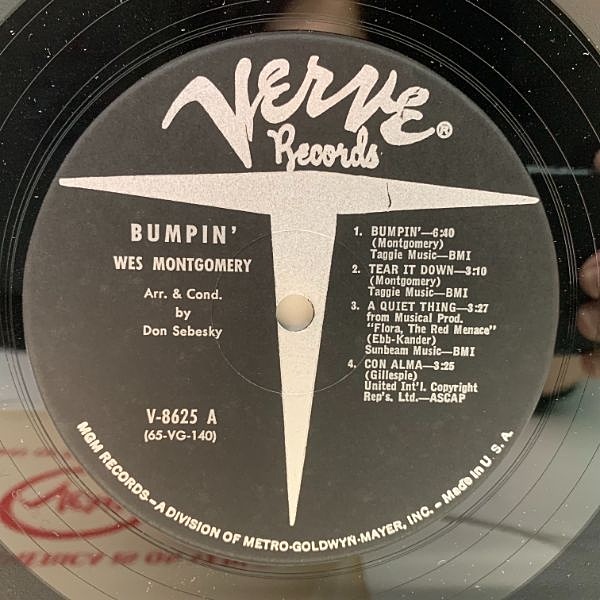 VERVE®
Records
BUMPIN'
WES MONTGOMERY
Arr. & Cond.
by
Don Sebesky
V-8625 A
(65-VG-140)
1. BUMPIN'—6:40
(Montgomery)
Taggie Music—BMI
2. TEAR IT DOWN—3:10
(Montgomery)
Taggie Music—BMI
3. A QUIET THING—3:27
from Musical Prod.
"Flora, The Red Menace"
(Ebb-Kander)
Sunbeam Music—BMI
4. CON ALMA—3:25
(Gillespie)
United Int'l. Copyright
Rep's. Ltd.—ASCAP
MGM RECORDS—A DIVISION OF METRO-GOLDWYN-MAYER, INC. - Made in U. S. A.